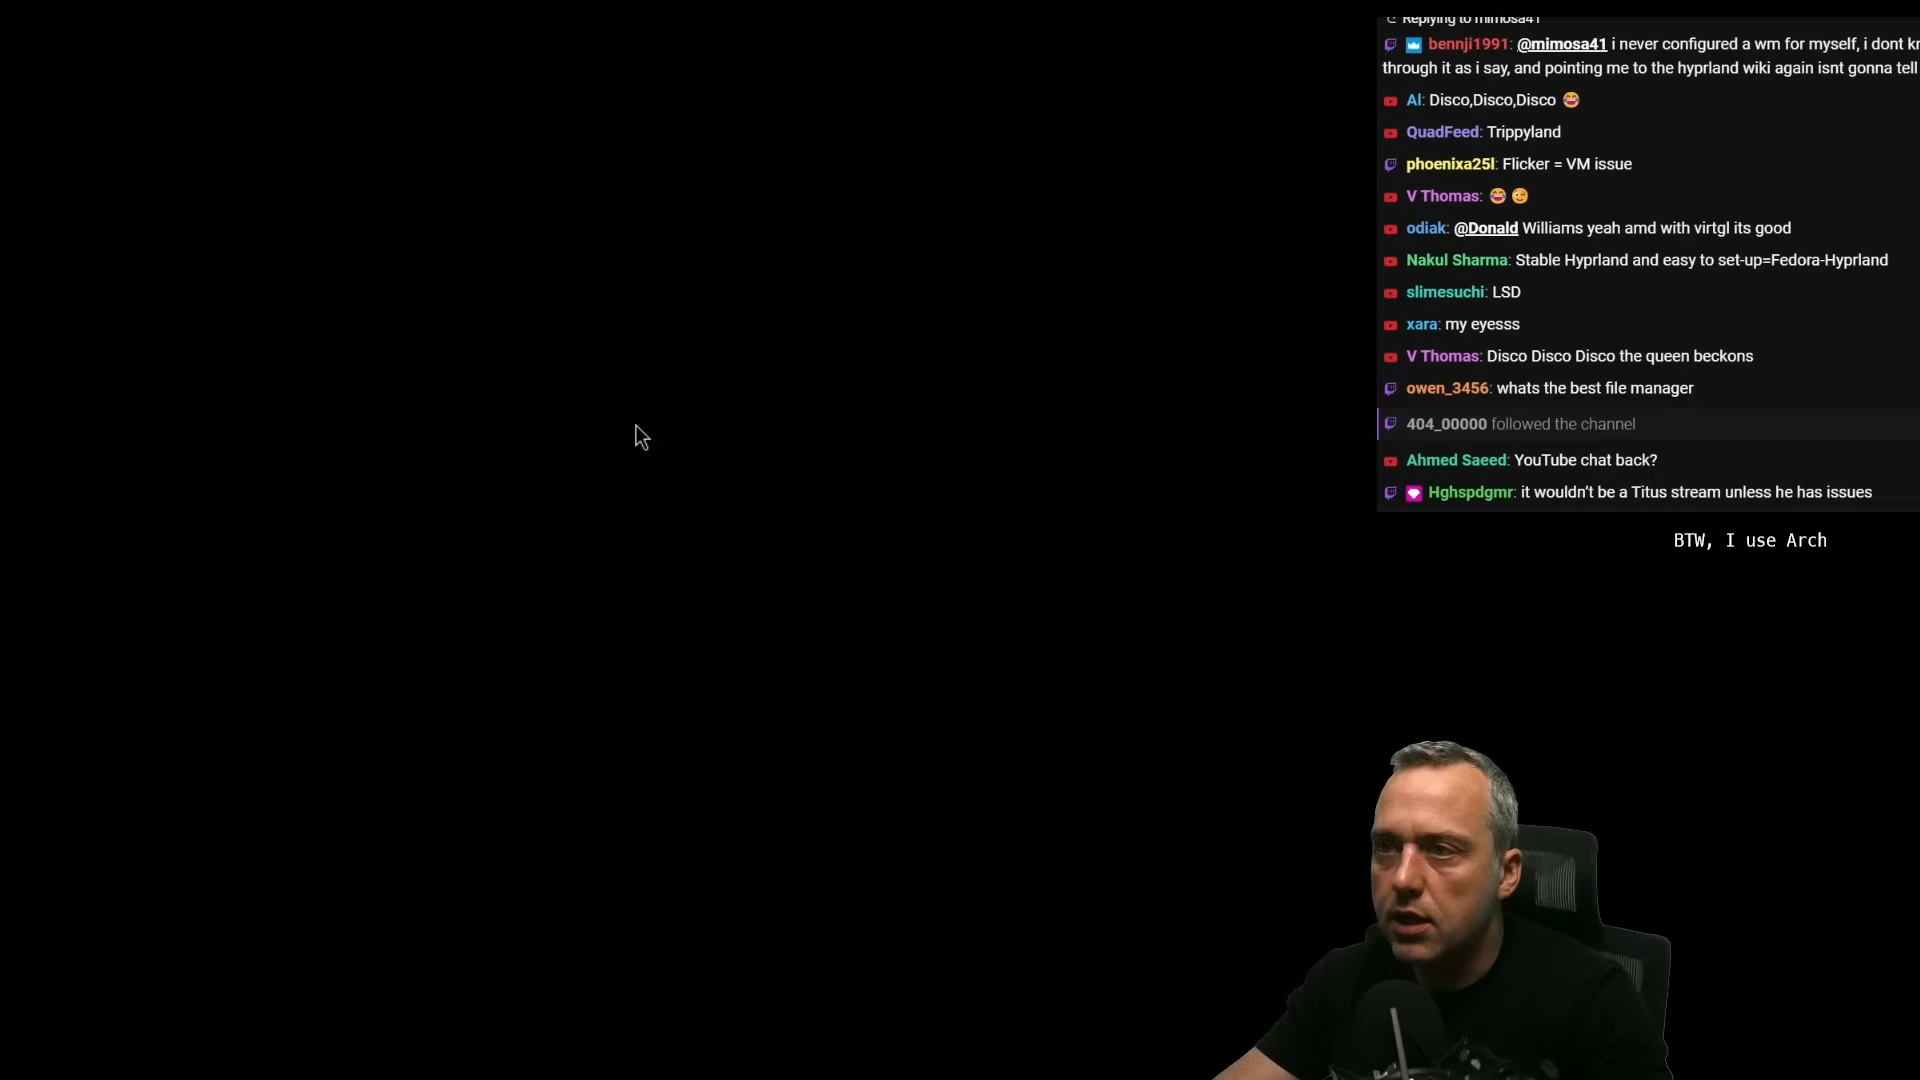 Replying to mimosa41
bennji1991: @mimosa41 i never configured a wm for myself, i dont
through it as i say, and pointing me to the hyprland wiki again isnt gonna tell
Al: Disco,Disco,Disco 😂
QuadFeed: Trippyland
phoenixa25l: Flicker = VM issue
V Thomas: 😂 😉
odiak: @Donald Williams yeah amd with virtgl its good
Nakul Sharma: Stable Hyprland and easy to set-up=Fedora-Hyprland
slimesuchi: LSD
xara: my eyesss
V Thomas: Disco Disco Disco the queen beckons
owen_3456: whats the best file manager
404_00000 followed the channel
Ahmed Saeed: YouTube chat back?
Hghspdgmr: it wouldn't be a Titus stream unless he has issues
BTW, I use Arch